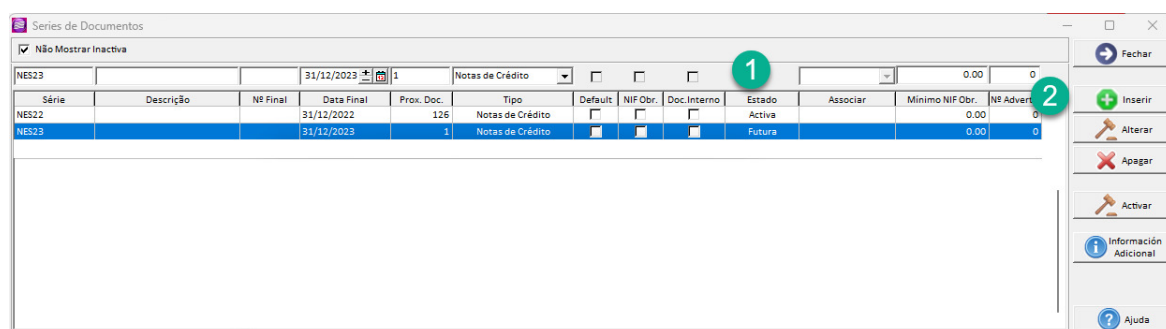 Series de Documentos
Não Mostrar Inactiva
Fechar
NES23 31/12/2023 1 Notas de Crédito 1 0.00 0
Série Descrição Nº Final Data Final Prox. Doc. Tipo Default NIF Obr. Doc.Interno Estado Associar Minimo NIF Obr. Nº Advert 2 Inserir
NES22 31/12/2022 126 Notas de Crédito Activa 0.00 0
NES23 31/12/2023 1 Notas de Crédito Futura 0.00 0
Alterar
Apagar
Activar
Información
Adicional
Ajuda